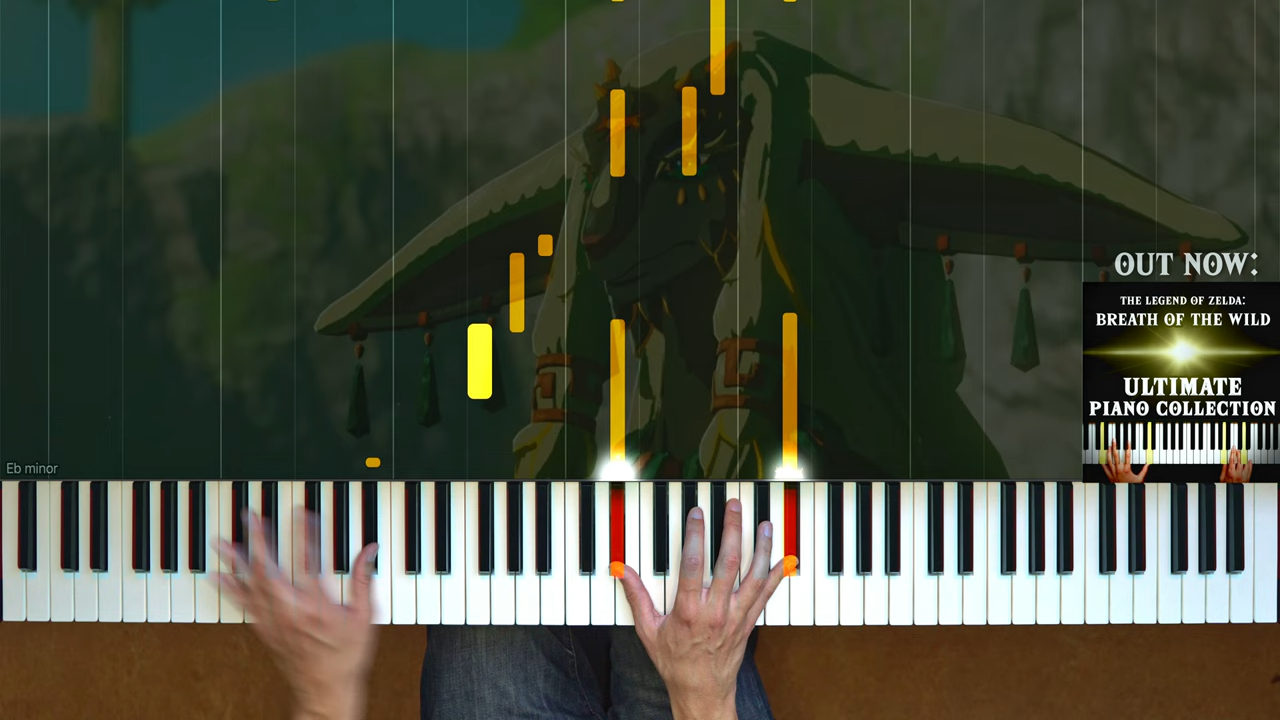 OUT NOW:
THE LEGEND OF ZELDA:
BREATH OF THE WILD
ULTIMATE
PIANO COLLECTION
Eb minor